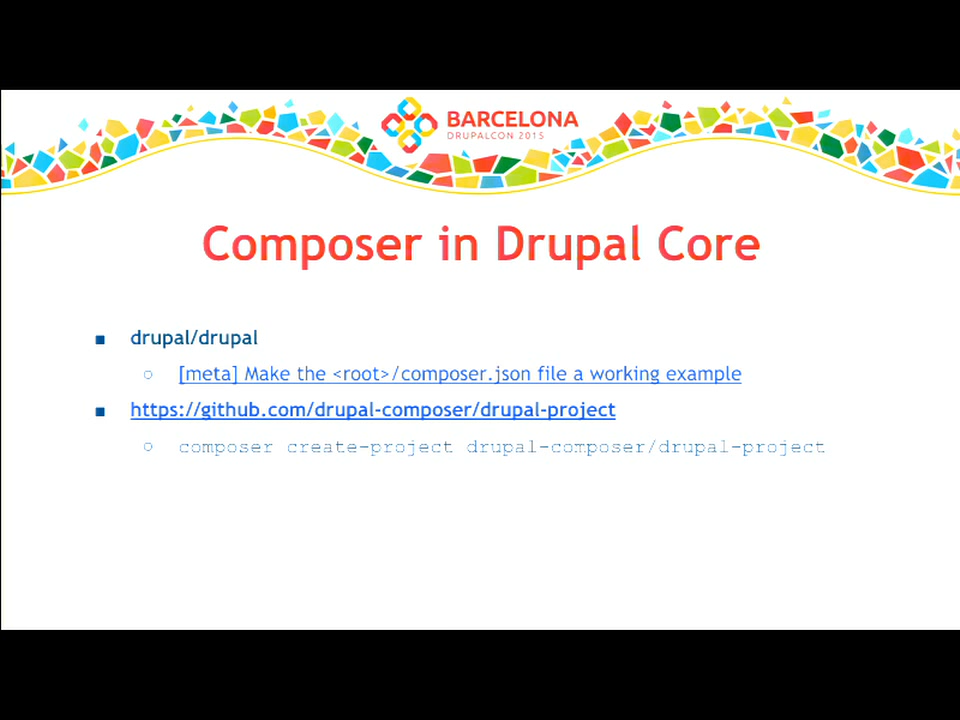 BARCELONA
DRUPALCON 2015
Composer in Drupal Core
drupal/drupal
[meta] Make the <root>/composer.json file a working example
https://github.com/drupal-composer/drupal-project
composer create-project drupal-composer/drupal-project